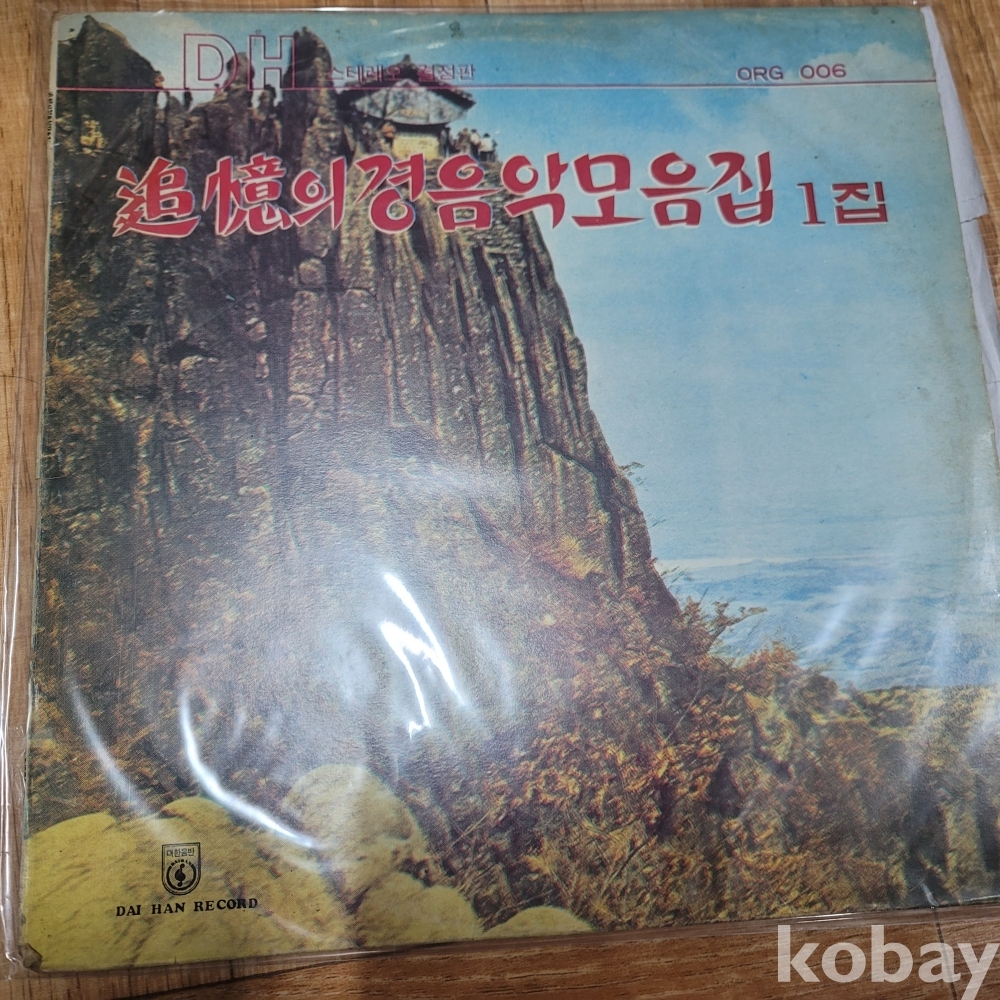 DH 스테레오 결정판 ORG 006
追憶의경음악모음집 1집
대한음반
DAI HAN RECORD
kobay